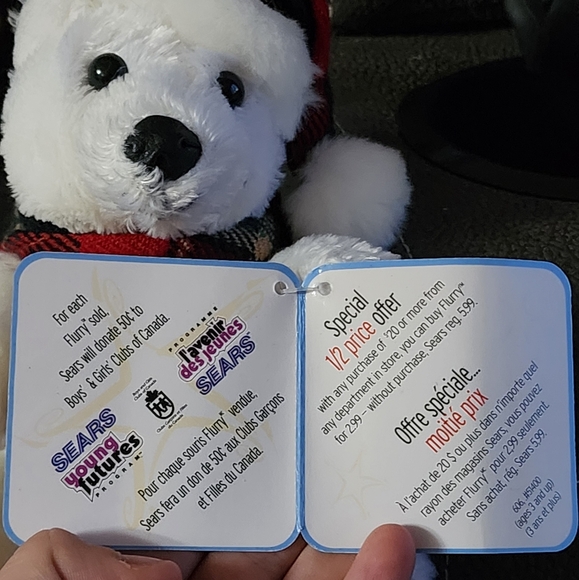 For each
Flurry™ sold,
Sears will donate 50¢ to
Boys' & Girls' Clubs of Canada.
PROGRAMME
l'avenir
des jeunes
SEARS™
SEARS
young
futures™
PROGRAM
Pour chaque souris Flurry™ vendue,
Sears fera un don de 50¢ aux Clubs Garçons
et Filles du Canada.
Special
1/2 price offer
with any purchase of $20 or more from
any department in store, you can buy Flurry™
for 2.99 - without purchase, Sears reg. 5.99.
Offre spéciale...
moitié prix
À l'achat de 20 $ ou plus dans n'importe quel
rayon des magasins Sears, vous pouvez
acheter Flurry™ pour 2,99 seulement.
Sans achat, rég. Sears 5,99.
606 #51400
(ages 3 and up)
(3 ans et plus)